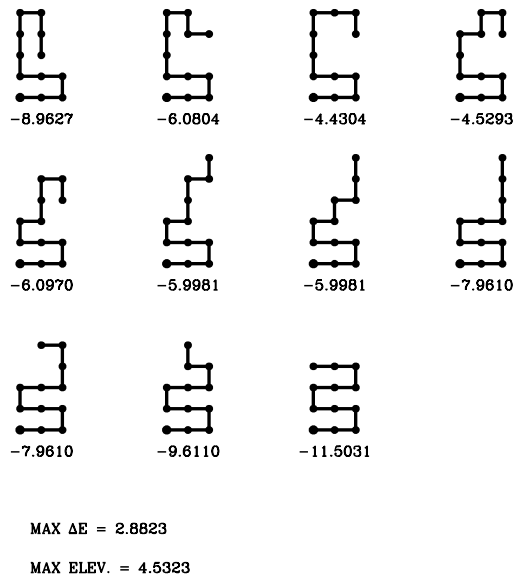 -8.9627 -6.0804 -4.4304 -4.5293
-6.0970 -5.9981 -5.9981 -7.9610
-7.9610 -9.6110 -11.5031
MAX ΔE = 2.8823
MAX ELEV. = 4.5323